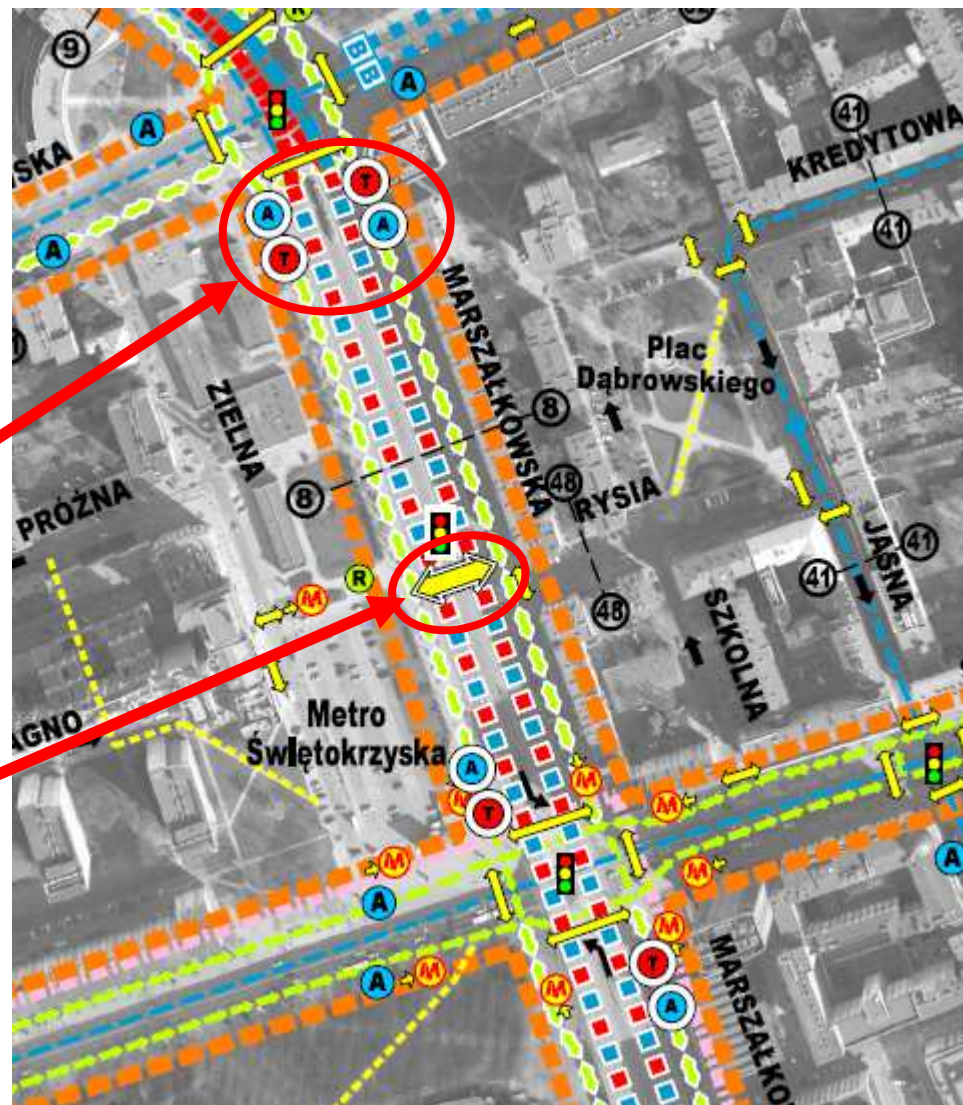 R
9
B
B
A
A
A
41
KREDYTOWA
41
T
A
A
T
MARSZAŁKOWSKA
Plac
Dąbrowskiego
ZIELNA
8
8
PRÓŻNA
48
RYSIA
41
41
JASNA
R
M
48
SZKOLNA
AGNO
Metro
Świętokrzyska
A
T
M
M
M
M
A
A
M
M
T
A
M
A
M
MARSZAŁKO